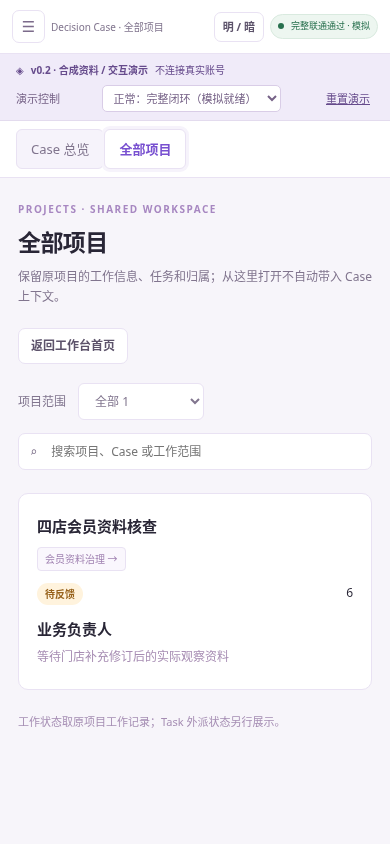 ☰ Decision Case · 全部项目 明 / 暗 完整联通通过 · 模拟
◈ v0.2 · 合成资料 / 交互演示 不连接真实账号
演示控制 正常：完整闭环（模拟就绪） 重置演示
Case 总览 全部项目
PROJECTS · SHARED WORKSPACE
全部项目
保留原项目的工作信息、任务和归属；从这里打开不自动带入 Case
上下文。
返回工作台首页
项目范围 全部 1
⌕ 搜索项目、Case 或工作范围
四店会员资料核查
会员资料治理 →
待反馈 6
业务负责人
等待门店补充修订后的实际观察资料
工作状态取原项目工作记录；Task 外派状态另行展示。